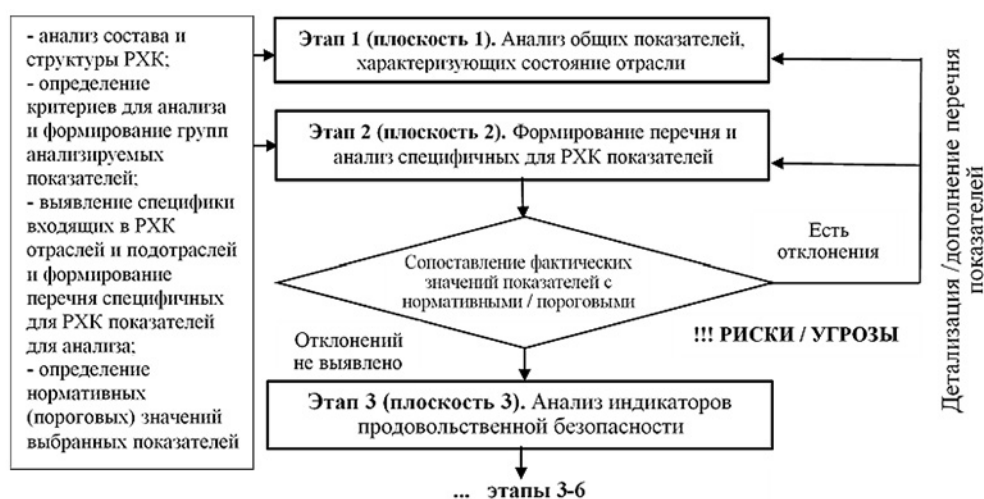 - анализ состава и
структуры РХК;
- определение
критериев для анализа
и формирование групп
анализируемых
показателей;
- выявление специфики
входящих в РХК
отраслей и подотраслей
и формирование
перечня специфичных
для РХК показателей
для анализа;
- определение
нормативных
(пороговых) значений
выбранных показателей
Этап 1 (плоскость 1). Анализ общих показателей,
характеризующих состояние отрасли
Этап 2 (плоскость 2). Формирование перечня и
анализ специфичных для РХК показателей
Сопоставление фактических
значений показателей с
нормативными / пороговыми
Есть
отклонения
!!! РИСКИ / УГРОЗЫ
Отклонений
не выявлено
Этап 3 (плоскость 3). Анализ индикаторов
продовольственной безопасности
... этапы 3-6
Детализация /дополнение перечня
показателей